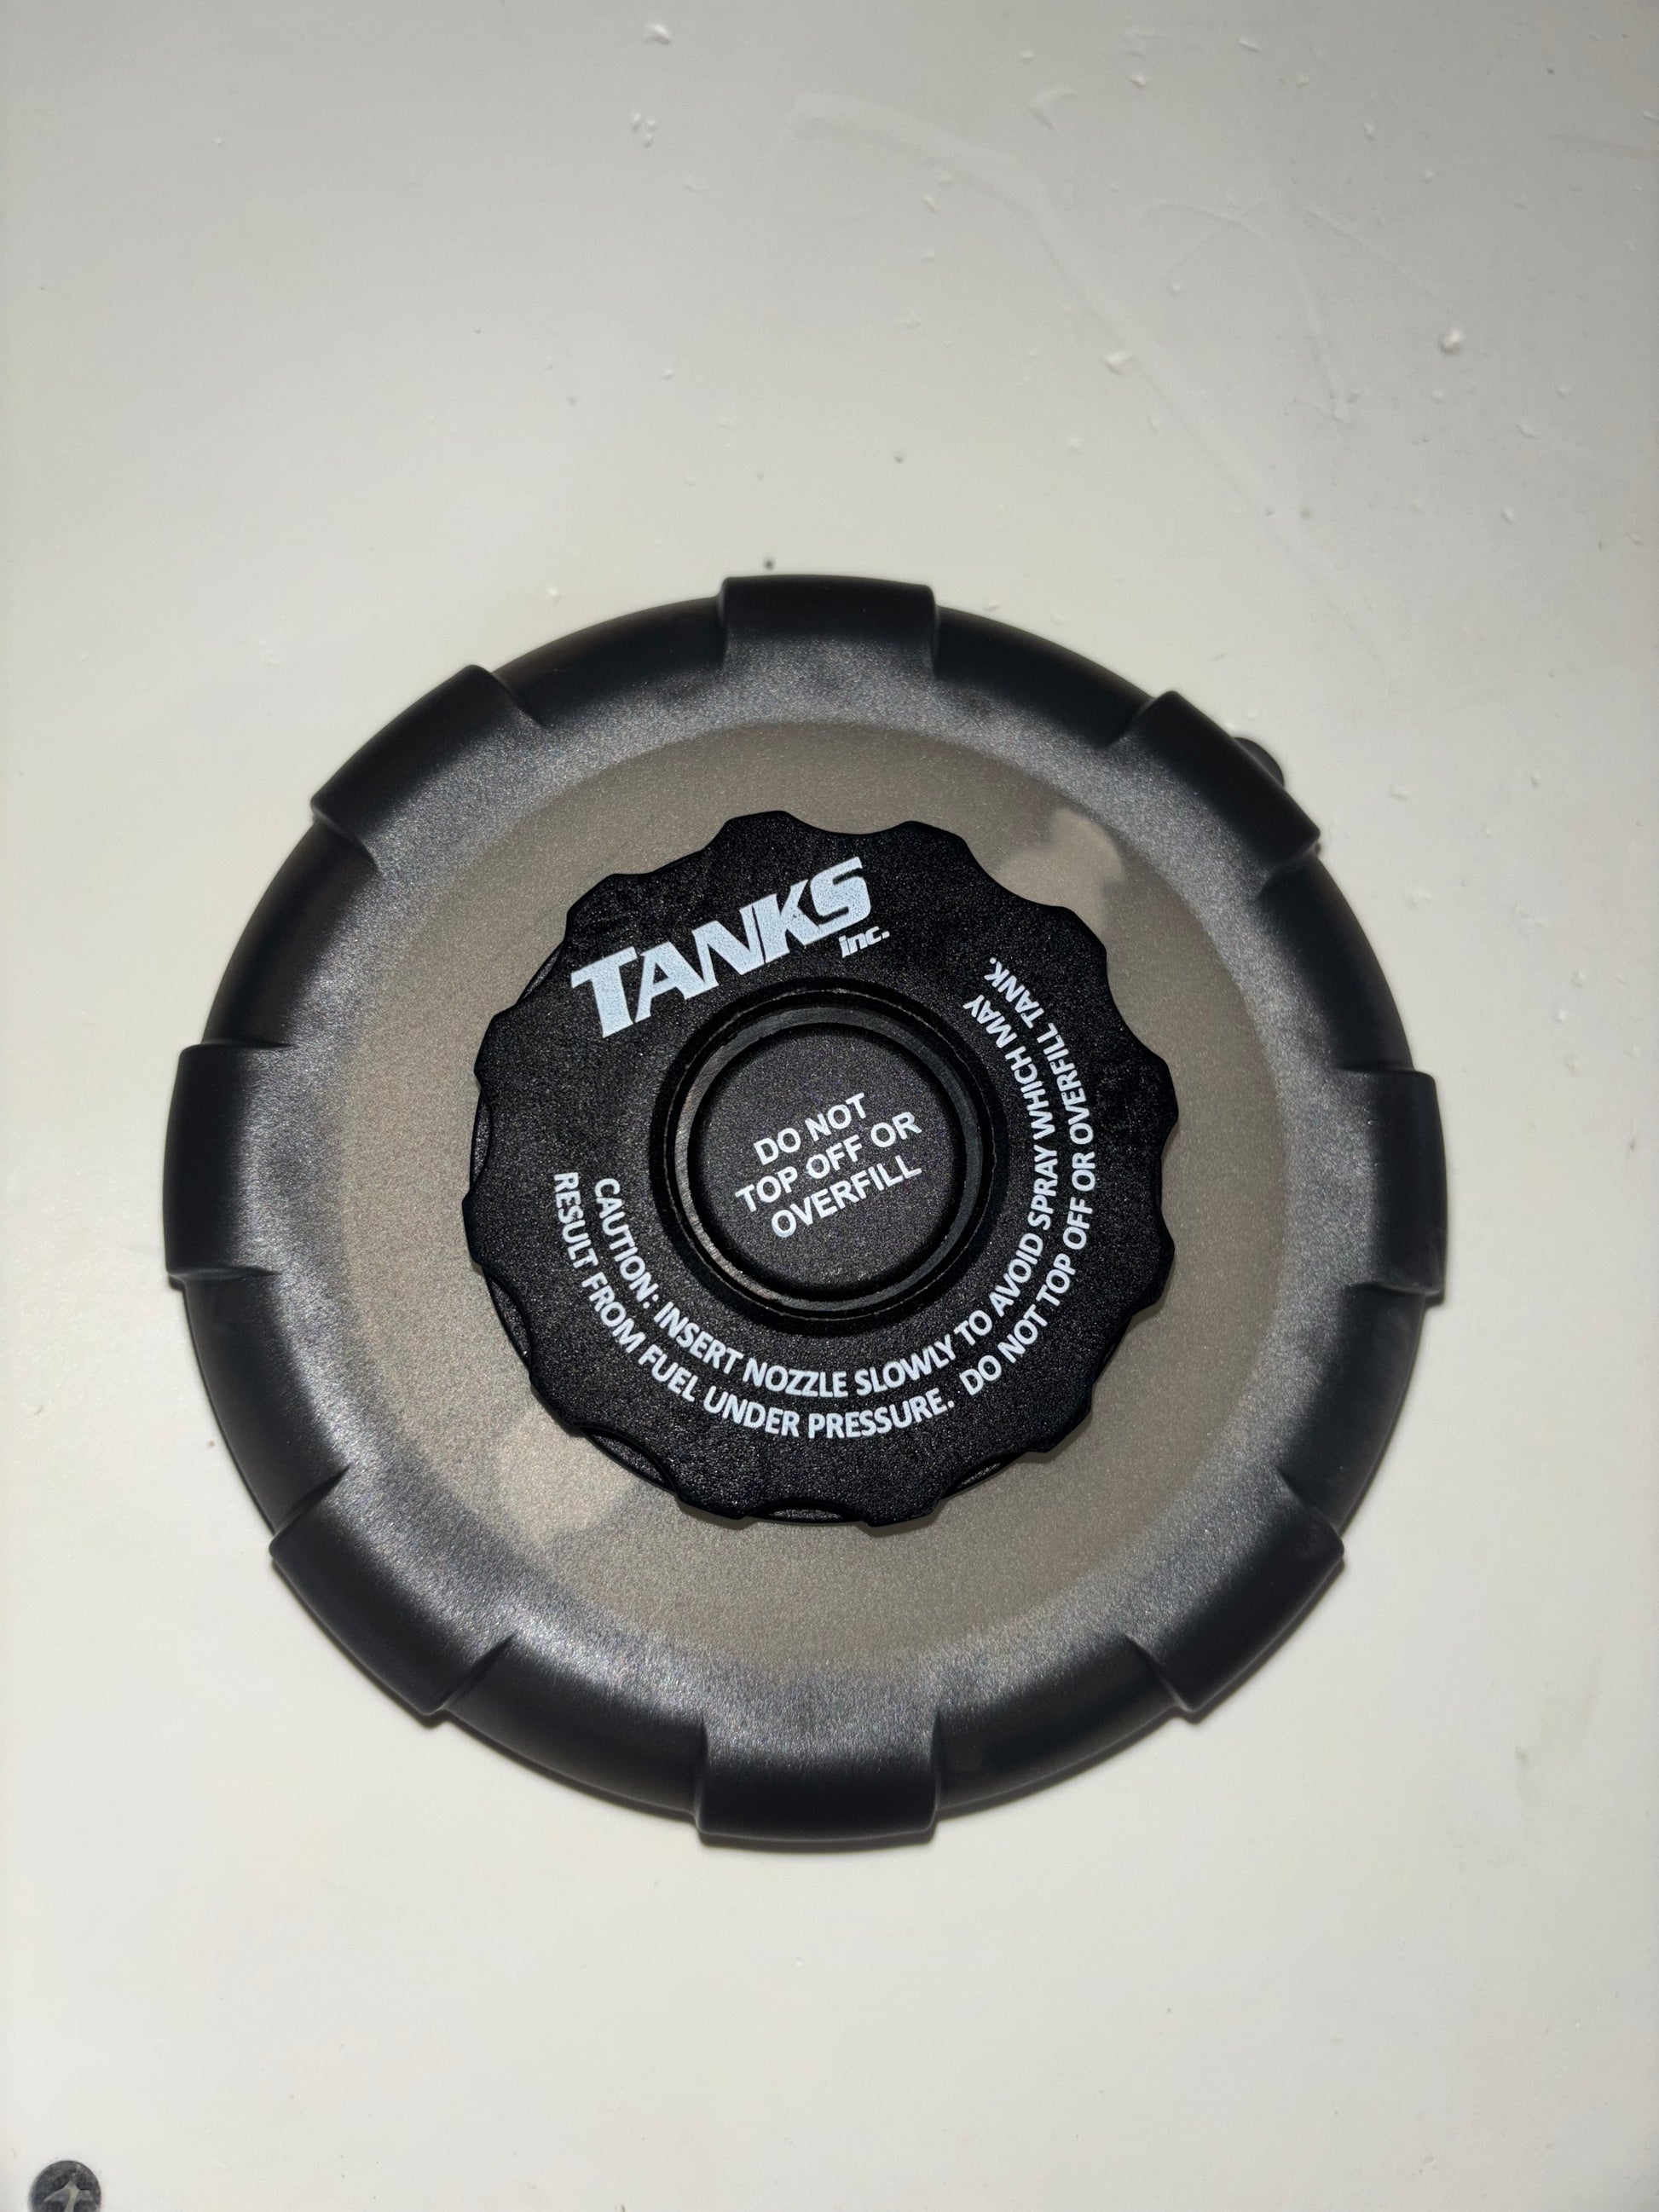 TANKS
inc.
DO NOT
TOP OFF OR
OVERFILL
CAUTION: INSERT NOZZLE SLOWLY TO AVOID SPRAY WHICH MAY
RESULT FROM FUEL UNDER PRESSURE. DO NOT TOP OFF OR OVERFILL TANK.